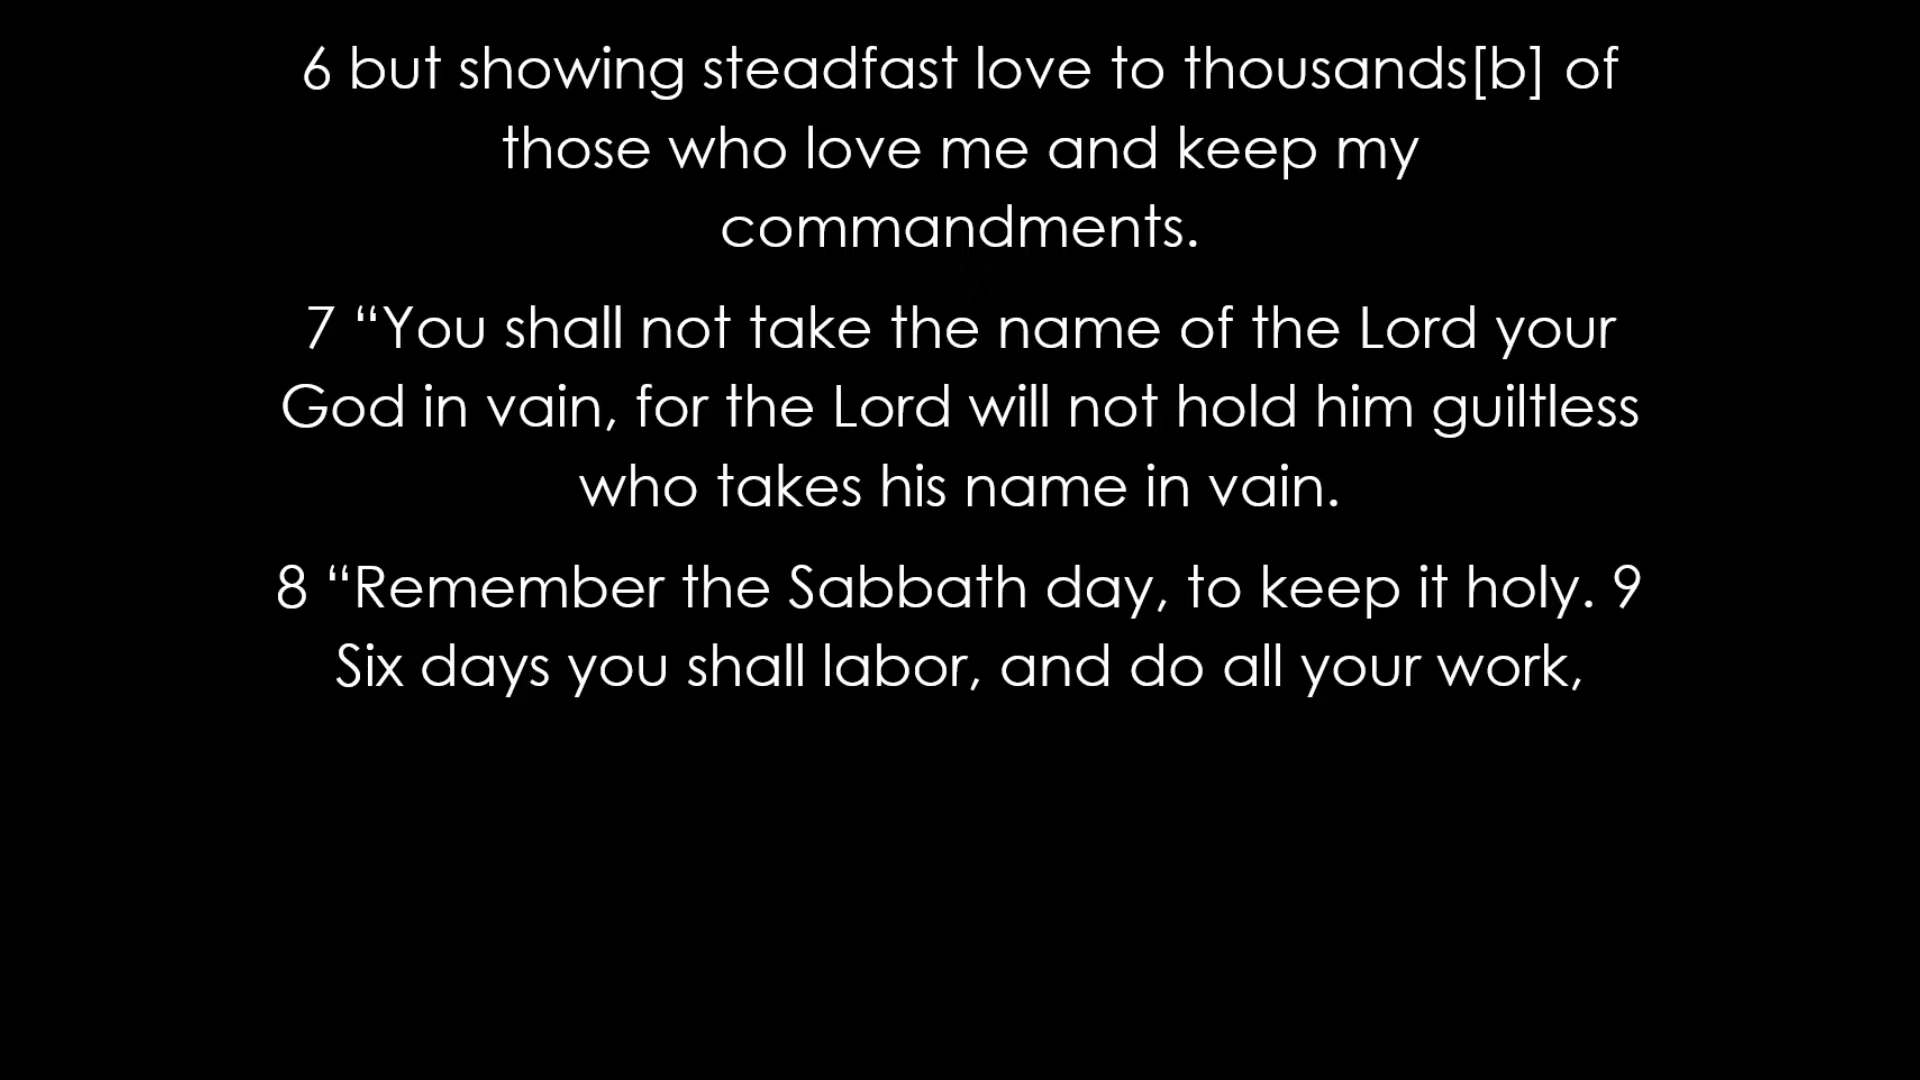 6 but showing steadfast love to thousands[b] of
those who love me and keep my
commandments.
7 “You shall not take the name of the Lord your
God in vain, for the Lord will not hold him guiltless
who takes his name in vain.
8 “Remember the Sabbath day, to keep it holy. 9
Six days you shall labor, and do all your work,